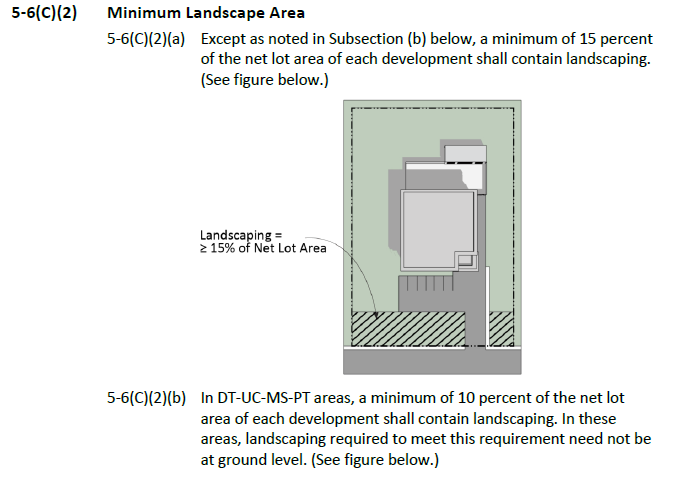 5-6(C)(2) Minimum Landscape Area
5-6(C)(2)(a) Except as noted in Subsection (b) below, a minimum of 15 percent
of the net lot area of each development shall contain landscaping.
(See figure below.)
Landscaping =
≥ 15% of Net Lot Area
5-6(C)(2)(b) In DT-UC-MS-PT areas, a minimum of 10 percent of the net lot
area of each development shall contain landscaping. In these
areas, landscaping required to meet this requirement need not be
at ground level. (See figure below.)